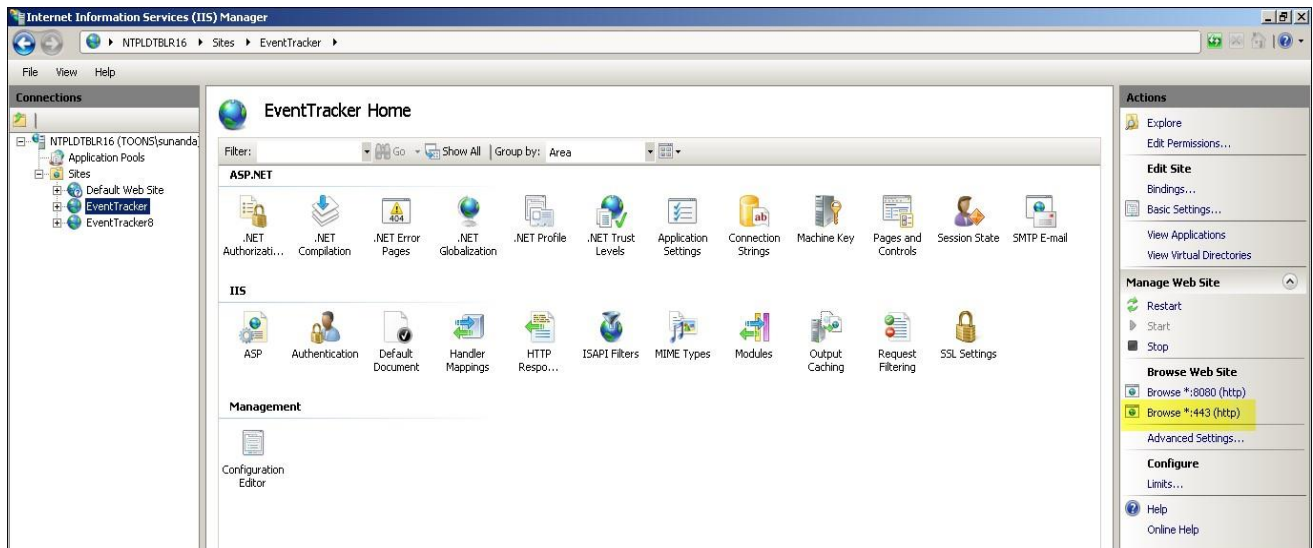 Internet Information Services (IIS) Manager
NTPLDTBLR16 Sites EventTracker
File View Help
Connections
NTPLDTBLR16 (TOONS\sunanda
Application Pools
Sites
Default Web Site
EventTracker
EventTracker8
EventTracker Home
Filter: Go Show All Group by: Area
ASP.NET
.NET Authorizati...
.NET Compilation
.NET Error Pages
.NET Globalization
.NET Profile
.NET Trust Levels
Application Settings
Connection Strings
Machine Key
Pages and Controls
Session State
SMTP E-mail
IIS
ASP
Authentication
Default Document
Handler Mappings
HTTP Respo...
ISAPI Filters
MIME Types
Modules
Output Caching
Request Filtering
SSL Settings
Management
Configuration Editor
Actions
Explore
Edit Permissions...
Edit Site
Bindings...
Basic Settings...
View Applications
View Virtual Directories
Manage Web Site
Restart
Start
Stop
Browse Web Site
Browse *:8080 (http)
Browse *:443 (http)
Advanced Settings...
Configure
Limits...
Help
Online Help